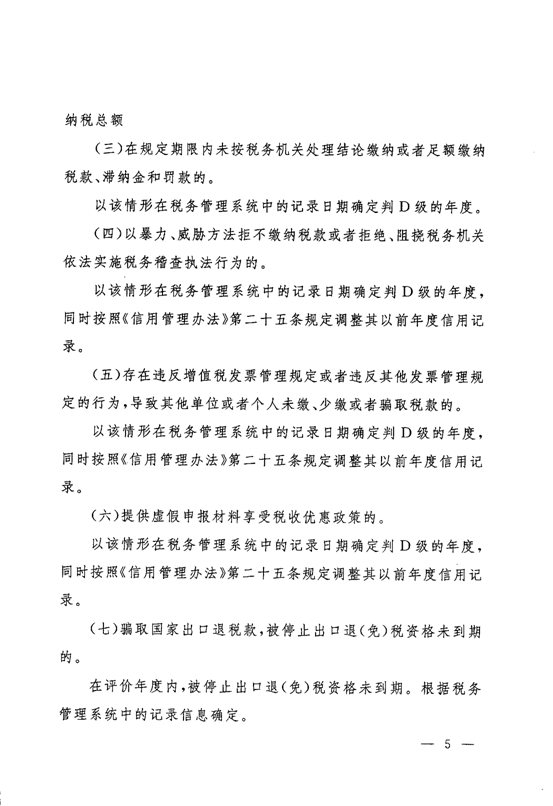 纳税总额
(三)在规定期限内未按税务机关处理结论缴纳或者足额缴纳
税款、滞纳金和罚款的。
以该情形在税务管理系统中的记录日期确定判D级的年度。
(四)以暴力、威胁方法拒不缴纳税款或者拒绝、阻挠税务机关
依法实施税务稽查执法行为的。
以该情形在税务管理系统中的记录日期确定判D级的年度,
同时按照《信用管理办法》第二十五条规定调整其以前年度信用记
录。
(五)存在违反增值税发票管理规定或者违反其他发票管理规
定的行为,导致其他单位或者个人未缴、少缴或者骗取税款的。
以该情形在税务管理系统中的记录日期确定判D级的年度,
同时按照《信用管理办法》第二十五条规定调整其以前年度信用记
录。
(六)提供虚假申报材料享受税收优惠政策的。
以该情形在税务管理系统中的记录日期确定判D级的年度,
同时按照《信用管理办法》第二十五条规定调整其以前年度信用记
录。
(七)骗取国家出口退税款,被停止出口退(免)税资格未到期
的。
在评价年度内,被停止出口退(免)税资格未到期。根据税务
管理系统中的记录信息确定。
— 5 —